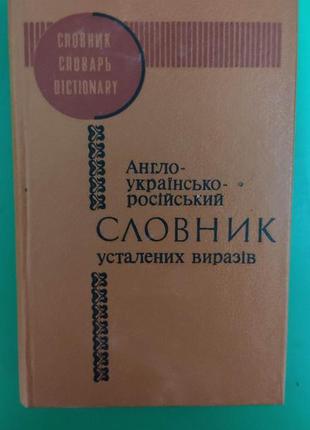 СЛОВНИК
СЛОВАРЬ
DICTIONARY
Англо-
українсько-
російський
СЛОВНИК
усталених виразів